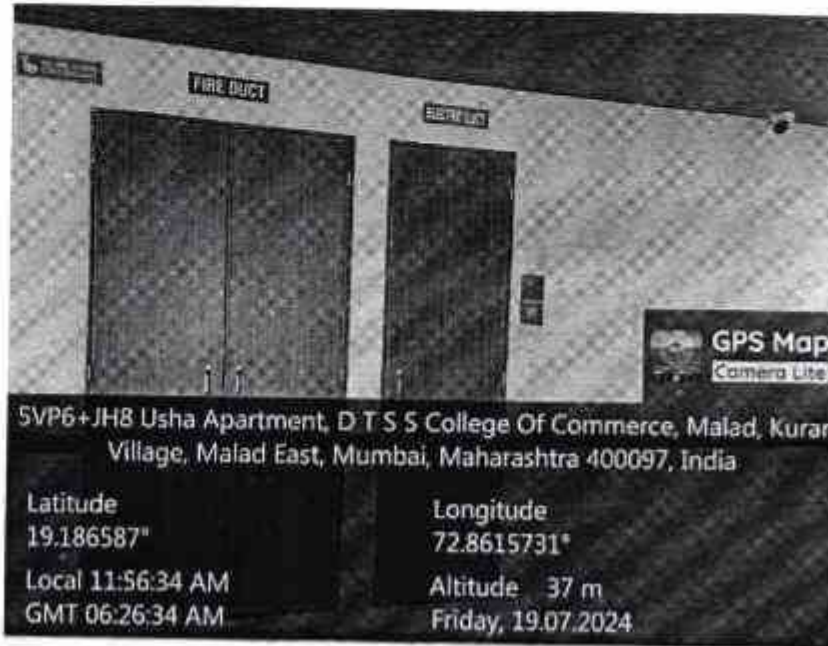 FIRE DUCT
GPS Map
Camera Lite
5VP6+JH8 Usha Apartment, D T S S College Of Commerce, Malad, Kurar
Village, Malad East, Mumbai, Maharashtra 400097, India
Latitude
19.186587°
Longitude
72.8615731°
Local 11:56:34 AM
GMT 06:26:34 AM
Altitude 37 m
Friday, 19.07.2024